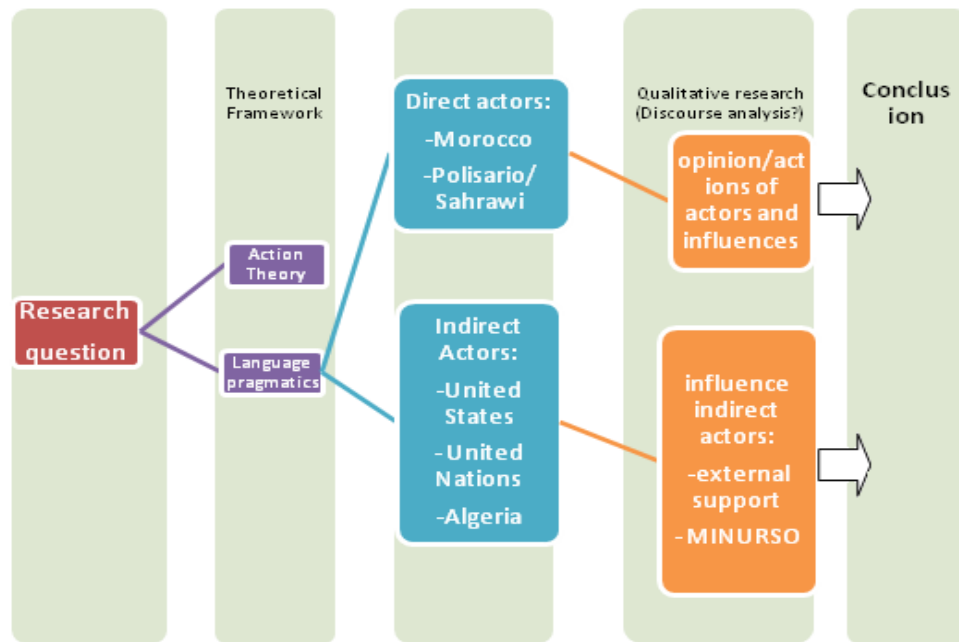 Research
question
Theoretical
Framework
Action
Theory
Language
pragmatics
Direct actors:
-Morocco
-Polisario/
Sahrawi
Indirect
Actors:
-United
States
-United
Nations
-Algeria
Qualitative research
(Discourse analysis?)
opinion/act
ions of
actors and
influences
influence
indirect
actors:
-external
support
-MINURSO
Conclus
ion